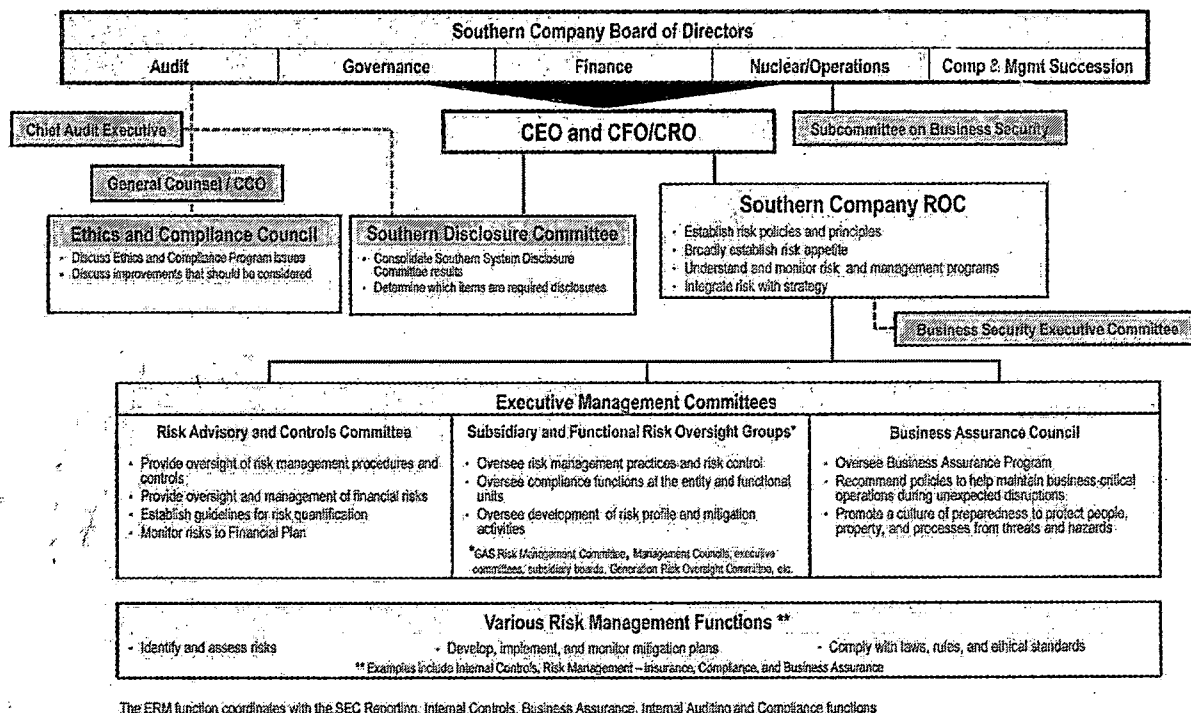 Southern Company Board of Directors
Audit
Governance
Finance
Nuclear/Operations
Comp & Mgmt Succession
Chief Audit Executive
CEO and CFO/CRO
Subcommittee on Business Security
General Counsel / CCO
Ethics and Compliance Council
- Discuss Ethics and Compliance Program Issues
- Discuss improvements that should be considered
Southern Disclosure Committee
- Consolidate Southern System Disclosure
Committee results
- Determine which items are required disclosures
Southern Company ROC
- Establish risk policies and principles
- Broadly establish risk appetite
- Understand and monitor risk, and management programs
- Integrate risk with strategy
Business Security Executive Committee
Executive Management Committees
Risk Advisory and Controls Committee
- Provide oversight of risk management procedures and
controls
- Provide oversight and management of financial risks
- Establish guidelines for risk quantification
- Monitor risks to Financial Plan
Subsidiary and Functional Risk Oversight Groups*
- Oversee risk management practices and risk control
- Oversee compliance functions at the entity and functional
units
- Oversee development of risk profile and mitigation
activities
*GAS Risk Management Committee, Management Councils, executive
committees, subsidiary boards, Generation Risk Oversight Committee, etc.
Business Assurance Council
- Oversee Business Assurance Program
- Recommend policies to help maintain business-critical
operations during unexpected disruptions
- Promote a culture of preparedness to protect people,
property, and processes from threats and hazards
Various Risk Management Functions **
- Identify and assess risks
- Develop, implement, and monitor mitigation plans
- Comply with laws, rules, and ethical standards
** Examples include Internal Controls, Risk Management – Insurance, Compliance, and Business Assurance
The ERM function coordinates with the SEC Reporting, Internal Controls, Business Assurance, Internal Auditing and Compliance functions